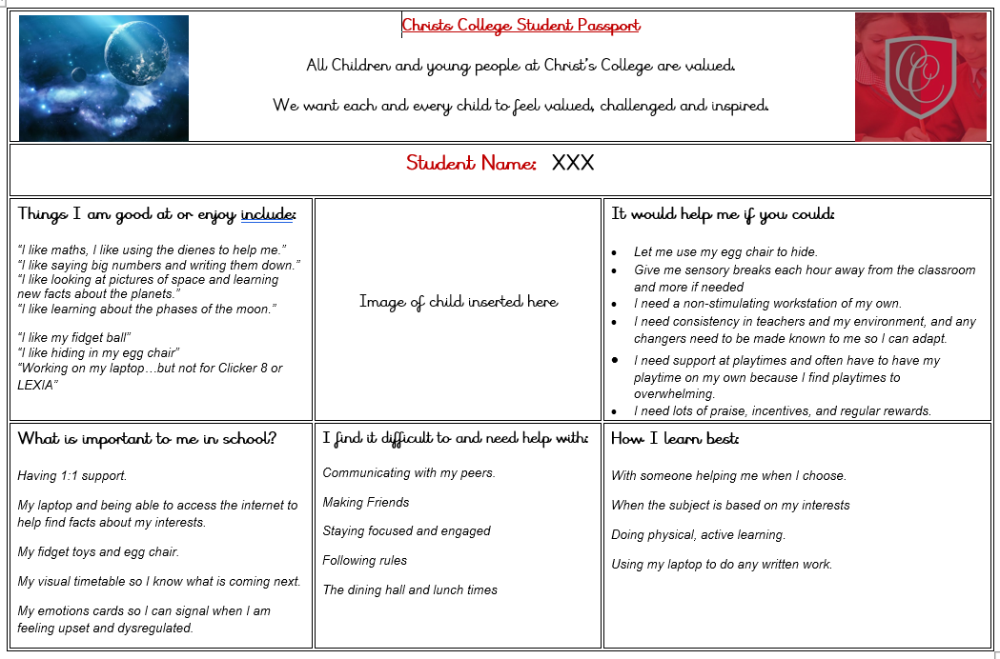 Christs College Student Passport
All Children and young people at Christ's College are valued.
We want each and every child to feel valued, challenged and inspired.
CC
Student Name: XXX
Things I am good at or enjoy include:
"I like maths, I like using the dienes to help me."
"I like saying big numbers and writing them down."
"I like looking at pictures of space and learning
new facts about the planets."
"I like learning about the phases of the moon."
"I like my fidget ball"
"I like hiding in my egg chair"
"Working on my laptop…but not for Clicker 8 or
LEXIA"
Image of child inserted here
It would help me if you could:
• Let me use my egg chair to hide.
• Give me sensory breaks each hour away from the classroom
and more if needed
• I need a non-stimulating workstation of my own.
• I need consistency in teachers and my environment, and any
changers need to be made known to me so I can adapt.
• I need support at playtimes and often have to have my
playtime on my own because I find playtimes to
overwhelming.
• I need lots of praise, incentives, and regular rewards.
What is important to me in school?
Having 1:1 support.
My laptop and being able to access the internet to
help find facts about my interests.
My fidget toys and egg chair.
My visual timetable so I know what is coming next.
My emotions cards so I can signal when I am
feeling upset and dysregulated.
I find it difficult to and need help with:
Communicating with my peers.
Making Friends
Staying focused and engaged
Following rules
The dining hall and lunch times
How I learn best:
With someone helping me when I choose.
When the subject is based on my interests
Doing physical, active learning.
Using my laptop to do any written work.